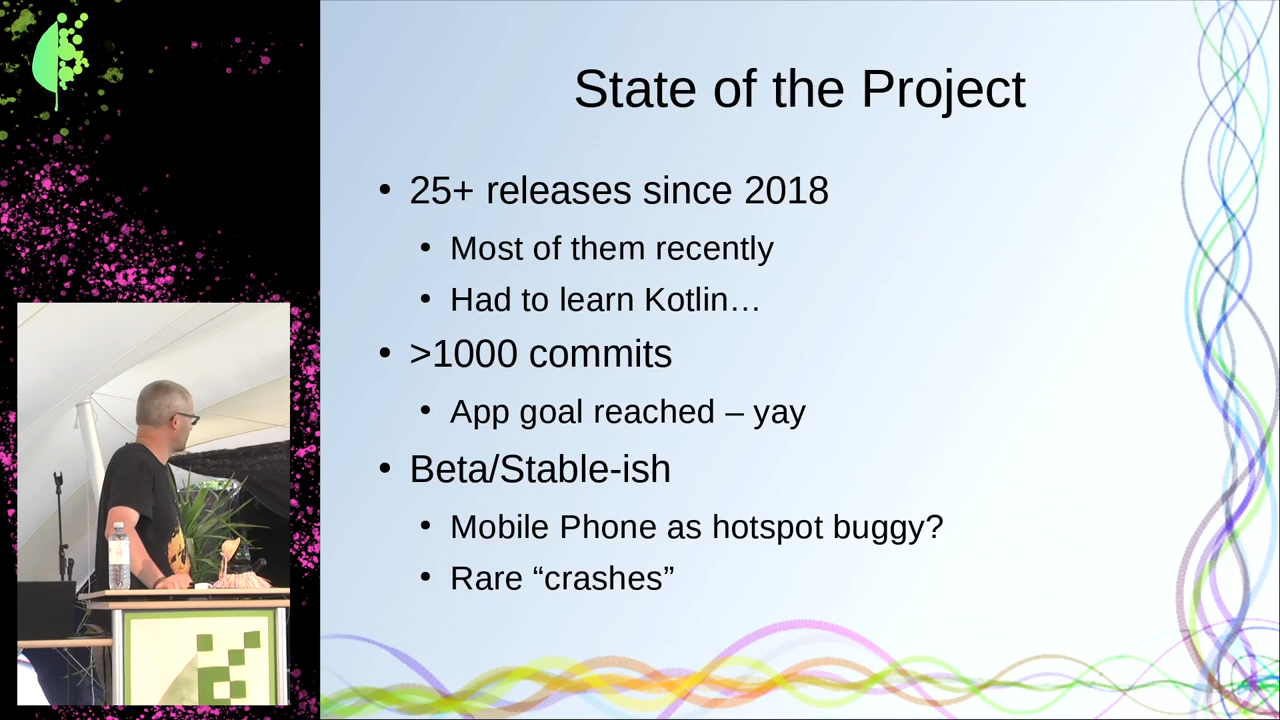 State of the Project
• 25+ releases since 2018
• Most of them recently
• Had to learn Kotlin…
• >1000 commits
• App goal reached – yay
• Beta/Stable-ish
• Mobile Phone as hotspot buggy?
• Rare “crashes”